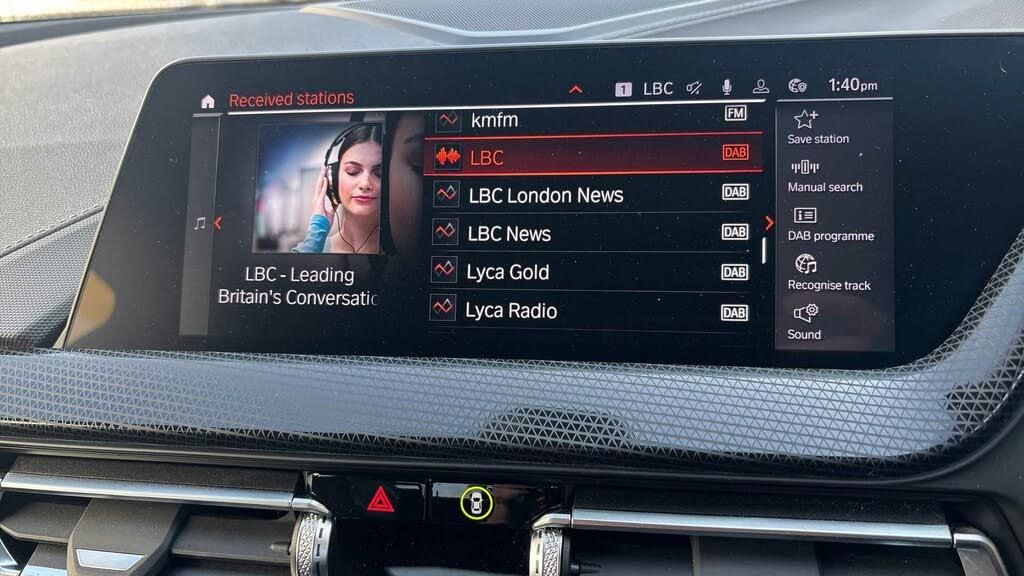 Received stations
1 LBC 1:40pm
kmfm FM
LBC DAB
LBC London News DAB
LBC News DAB
Lyca Gold DAB
Lyca Radio DAB
LBC - Leading
Britain's Conversatic
Save station
Manual search
DAB programme
Recognise track
Sound